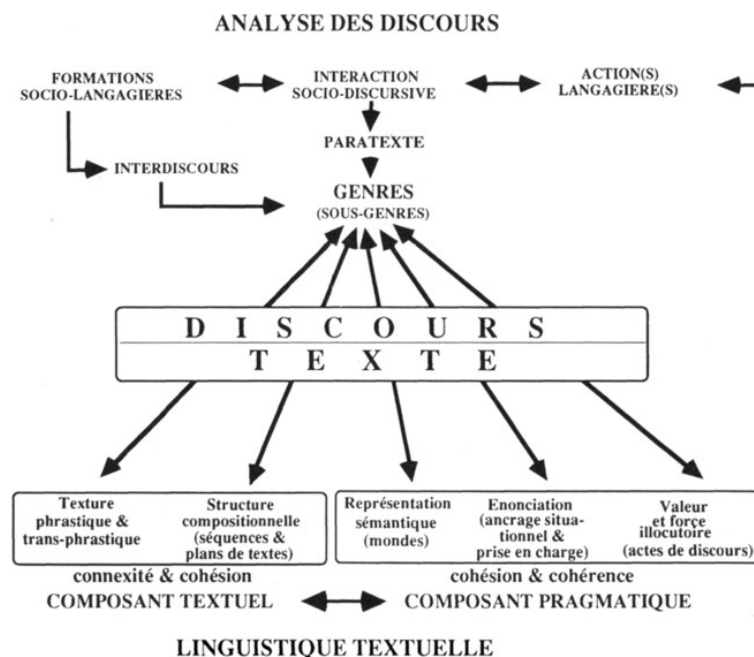 ANALYSE DES DISCOURS
FORMATIONS
SOCIO-LANGAGIERES
INTERACTION
SOCIO-DISCURSIVE
ACTION(S)
LANGAGIERE(S)
PARATEXTE
INTERDISCOURS
GENRES
(SOUS-GENRES)
D I S C O U R S
T E X T E
Texture
phrastique &
trans-phrastique
Structure
compositionnelle
(séquences &
plans de textes)
Représentation
sémantique
(mondes)
Enonciation
(ancrage situa-
tionnel &
prise en charge)
Valeur
et force
illocutoire
(actes de discours)
connexité & cohésion
cohésion & cohérence
COMPOSANT TEXTUEL
COMPOSANT PRAGMATIQUE
LINGUISTIQUE TEXTUELLE